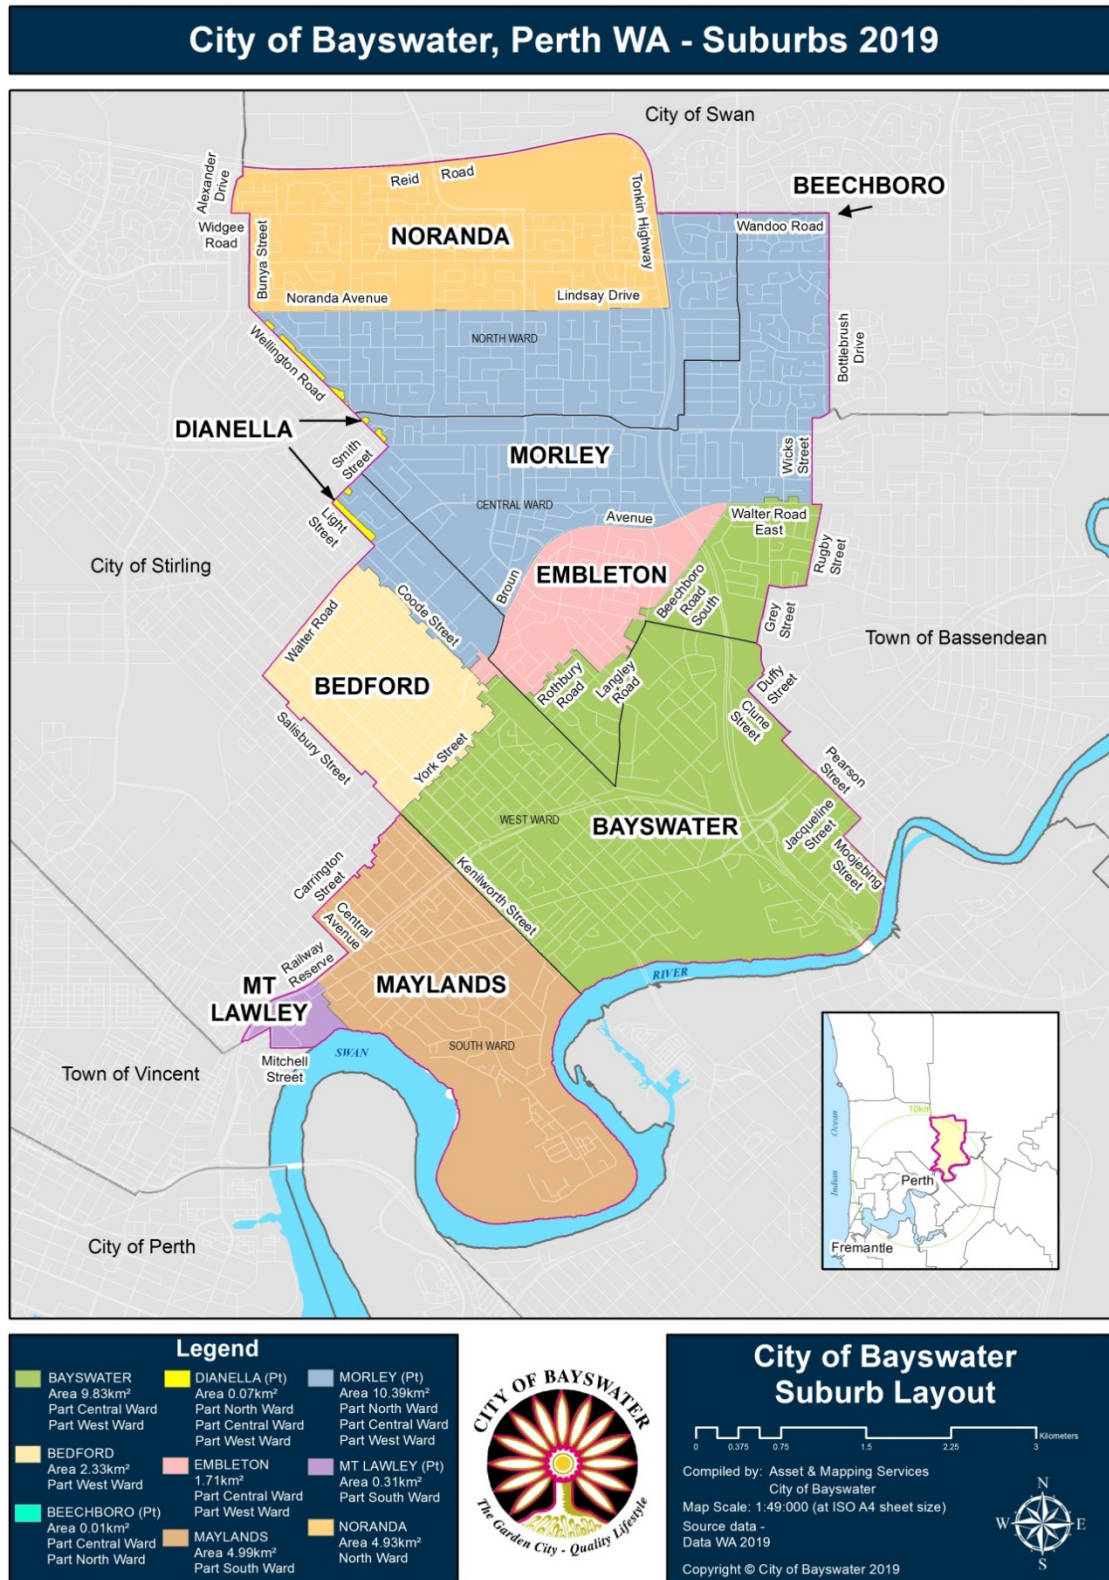 City of Bayswater, Perth WA - Suburbs 2019
City of Swan
Alexander
Drive
Reid Road
Tonkin Highway
BEECHBORO
Widgee
Road
Bunya Street
NORANDA
Wandoo Road
Noranda Avenue
Lindsay Drive
Wellington Road
NORTH WARD
Bottlebrush
Drive
DIANELLA
Smith
Street
MORLEY
Wicks
Street
Light
Street
CENTRAL WARD
Avenue
Walter Road
East
City of Stirling
Broun
EMBLETON
Rugby
Street
Coode Street
Beechboro
Road
South
Grey
Street
Town of Bassendean
Walter Road
BEDFORD
Rothbury
Road
Langley
Road
Duffy
Street
Clune
Street
Salisbury Street
York Street
Pearson
Street
WEST WARD
BAYSWATER
Jacqueline
Street
Moojebing
Street
Carrington
Street
Central
Avenue
Kenilworth Street
Railway
Reserve
MT
LAWLEY
MAYLANDS
RIVER
SOUTH WARD
SWAN
Mitchell
Street
Town of Vincent
City of Perth
10km
Indian Ocean
Perth
Fremantle
Legend
BAYSWATER
Area 9.83km²
Part Central Ward
Part West Ward
BEDFORD
Area 2.33km²
Part West Ward
BEECHBORO (Pt)
Area 0.01km²
Part Central Ward
Part North Ward
DIANELLA (Pt)
Area 0.07km²
Part North Ward
Part Central Ward
Part West Ward
EMBLETON
1.71km²
Part Central Ward
Part West Ward
MAYLANDS
Area 4.99km²
Part South Ward
MORLEY (Pt)
Area 10.39km²
Part North Ward
Part Central Ward
Part West Ward
MT LAWLEY (Pt)
Area 0.31km²
Part South Ward
NORANDA
Area 4.93km²
North Ward
CITY OF BAYSWATER
The Garden City - Quality Lifestyle
City of Bayswater
Suburb Layout
0 0.375 0.75 1.5 2.25 3 Kilometers
Compiled by: Asset & Mapping Services
City of Bayswater
Map Scale: 1:49:000 (at ISO A4 sheet size)
Source data -
Data WA 2019
Copyright © City of Bayswater 2019
N
W E
S